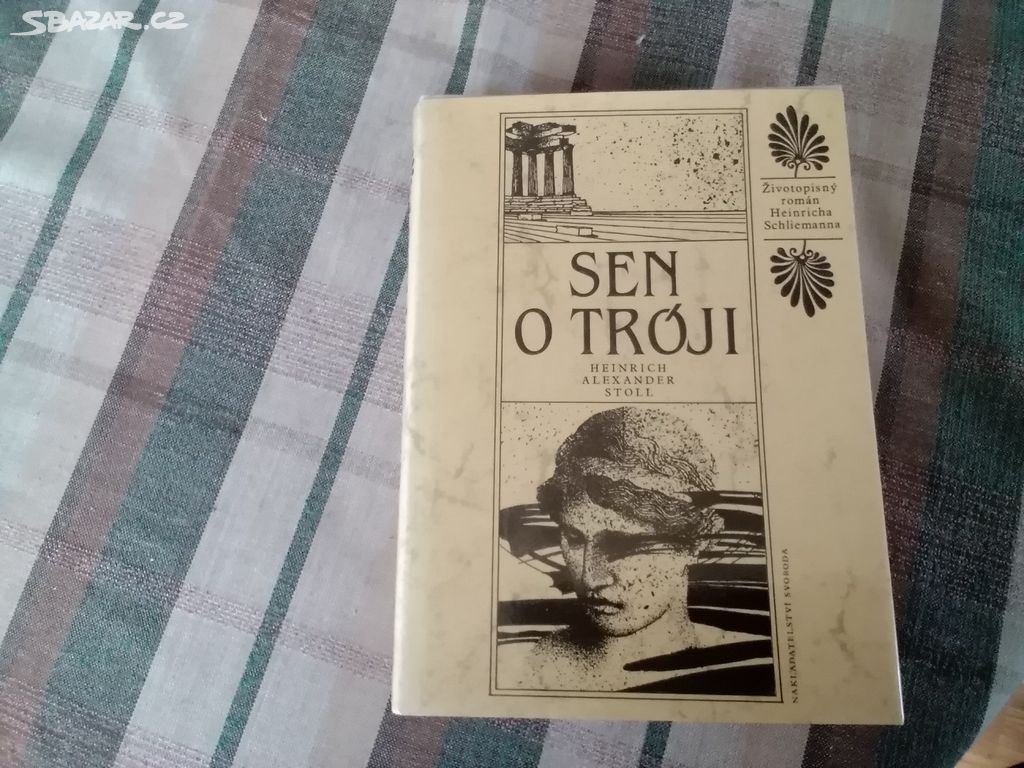 SBAZAR.CZ
Životopisný
román
Heinricha
Schliemanna
SEN
O TRÓJI
HEINRICH
ALEXANDER
STOLL
NAKLADATELSTVÍ SVOBODA